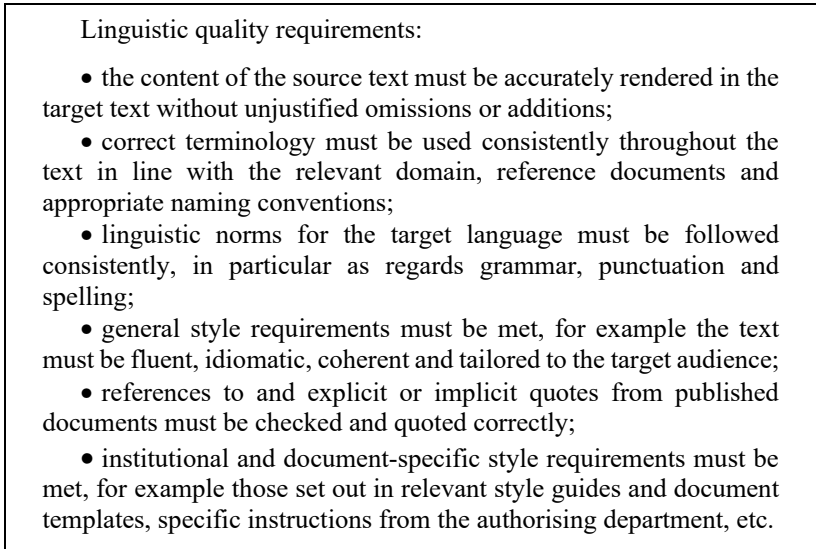 Linguistic quality requirements:
• the content of the source text must be accurately rendered in the
target text without unjustified omissions or additions;
• correct terminology must be used consistently throughout the
text in line with the relevant domain, reference documents and
appropriate naming conventions;
• linguistic norms for the target language must be followed
consistently, in particular as regards grammar, punctuation and
spelling;
• general style requirements must be met, for example the text
must be fluent, idiomatic, coherent and tailored to the target audience;
• references to and explicit or implicit quotes from published
documents must be checked and quoted correctly;
• institutional and document-specific style requirements must be
met, for example those set out in relevant style guides and document
templates, specific instructions from the authorising department, etc.